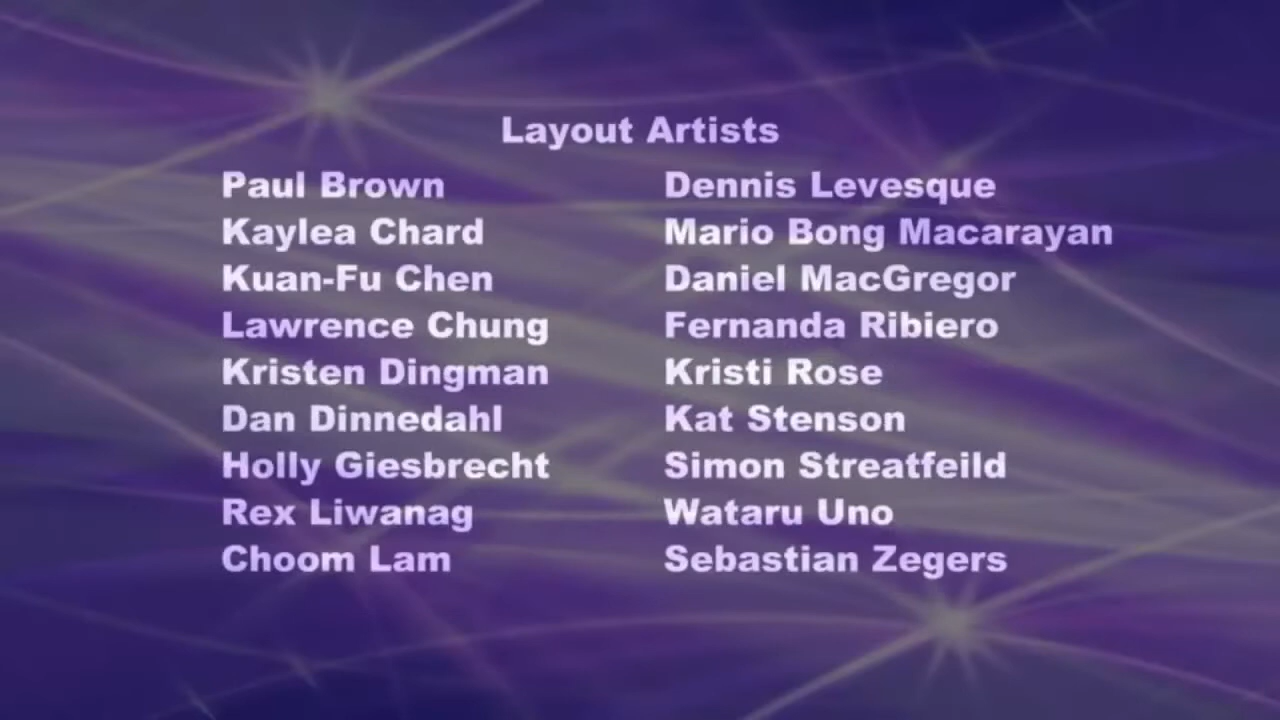 Layout Artists
Paul Brown
Kaylea Chard
Kuan-Fu Chen
Lawrence Chung
Kristen Dingman
Dan Dinnedahl
Holly Giesbrecht
Rex Liwanag
Choom Lam
Dennis Levesque
Mario Bong Macarayan
Daniel MacGregor
Fernanda Ribiero
Kristi Rose
Kat Stenson
Simon Streatfeild
Wataru Uno
Sebastian Zegers